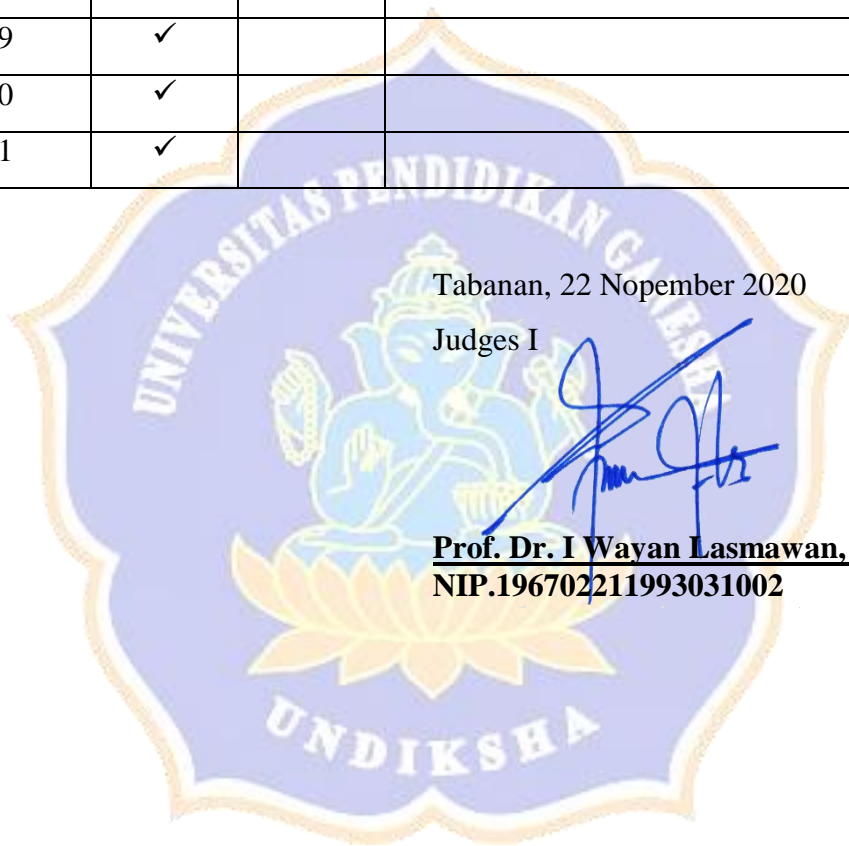 9 ✓
0 ✓
1 ✓
UNIVERSITAS PENDIDIKAN GANESHA
Tabanan, 22 Nopember 2020
Judges I
Prof. Dr. I Wayan Lasmawan,
NIP.196702211993031002
UNDIKSHA